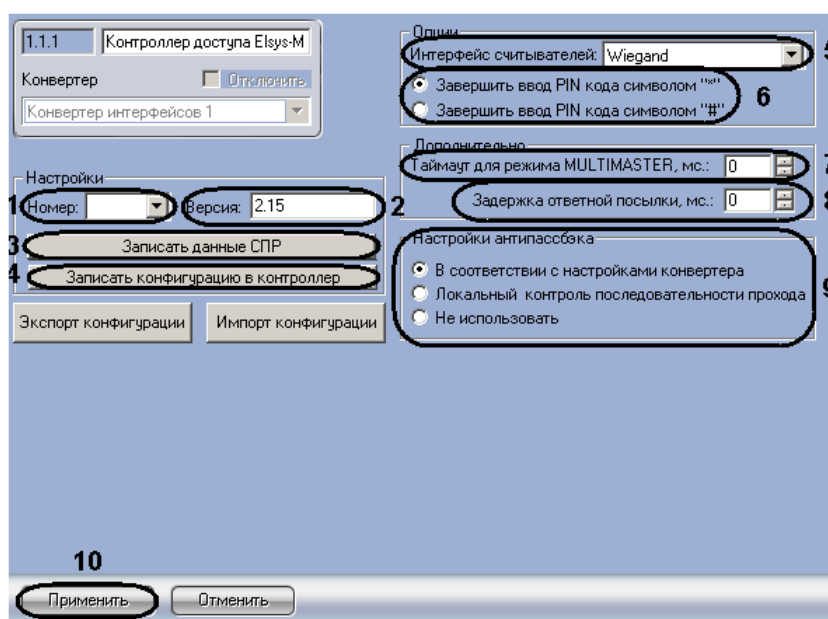 1.1.1 Контроллер доступа Elsys-M
Конвертер Отключить
Конвертер интерфейсов 1
Настройки
1 Номер: Версия: 2.15 2
3 Записать данные СПР
4 Записать конфигурацию в контроллер
Экспорт конфигурации Импорт конфигурации
Опции
Интерфейс считывателей: Wiegand 5
Завершить ввод PIN кода символом "*"
Завершить ввод PIN кода символом "#"
6
Дополнительно
Таймаут для режима MULTIMASTER, мс.: 0 7
Задержка ответной посылки, мс.: 0 8
Настройки антипассбэка
В соответствии с настройками конвертера
Локальный контроль последовательности прохода 9
Не использовать
10
Применить Отменить